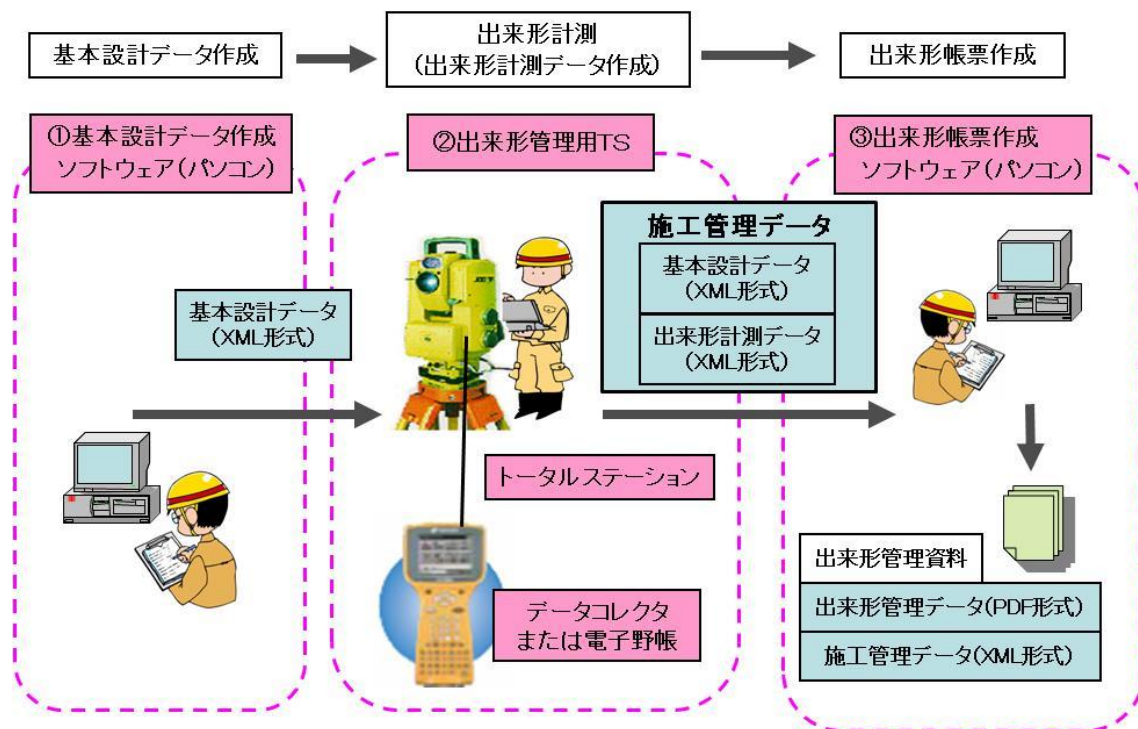 基本設計データ作成
出来形計測
(出来形計測データ作成)
出来形帳票作成
①基本設計データ作成
ソフトウェア(パソコン)
②出来形管理用TS
③出来形帳票作成
ソフトウェア(パソコン)
基本設計データ
(XML形式)
施工管理データ
基本設計データ
(XML形式)
出来形計測データ
(XML形式)
トータルステーション
データコレクタ
または電子野帳
出来形管理資料
出来形管理データ(PDF形式)
施工管理データ(XML形式)